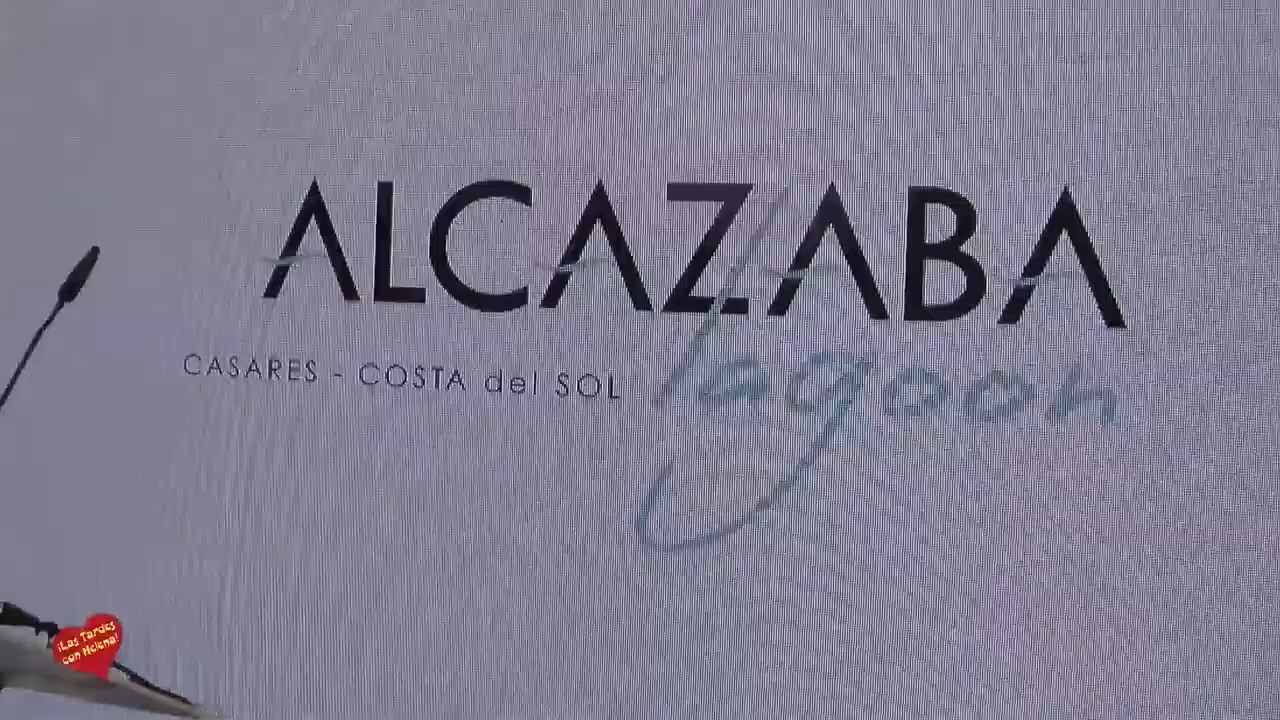 ALCAZABA
lagoon
CASARES - COSTA del SOL
¡Las Tardes
con Helena!